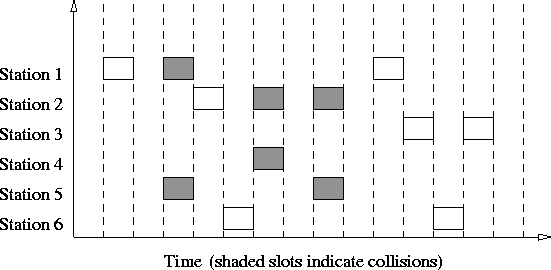 Station 1
Station 2
Station 3
Station 4
Station 5
Station 6
Time (shaded slots indicate collisions)